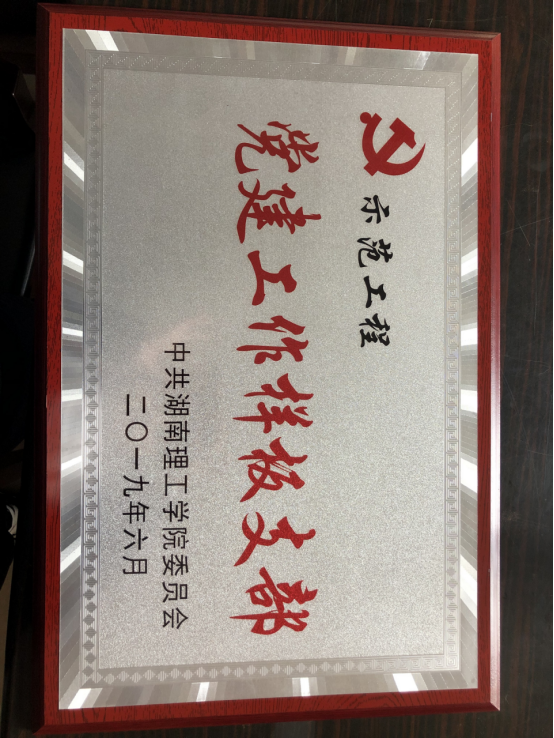 示范工程
党建工作样板支部
中共湖南理工学院委员会
二〇一九年六月